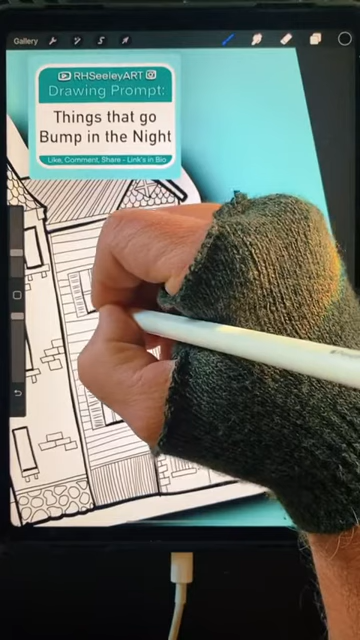 Gallery
RHSeeleyART
Drawing Prompt:
Things that go
Bump in the Night
Like, Comment, Share - Link's in Bio